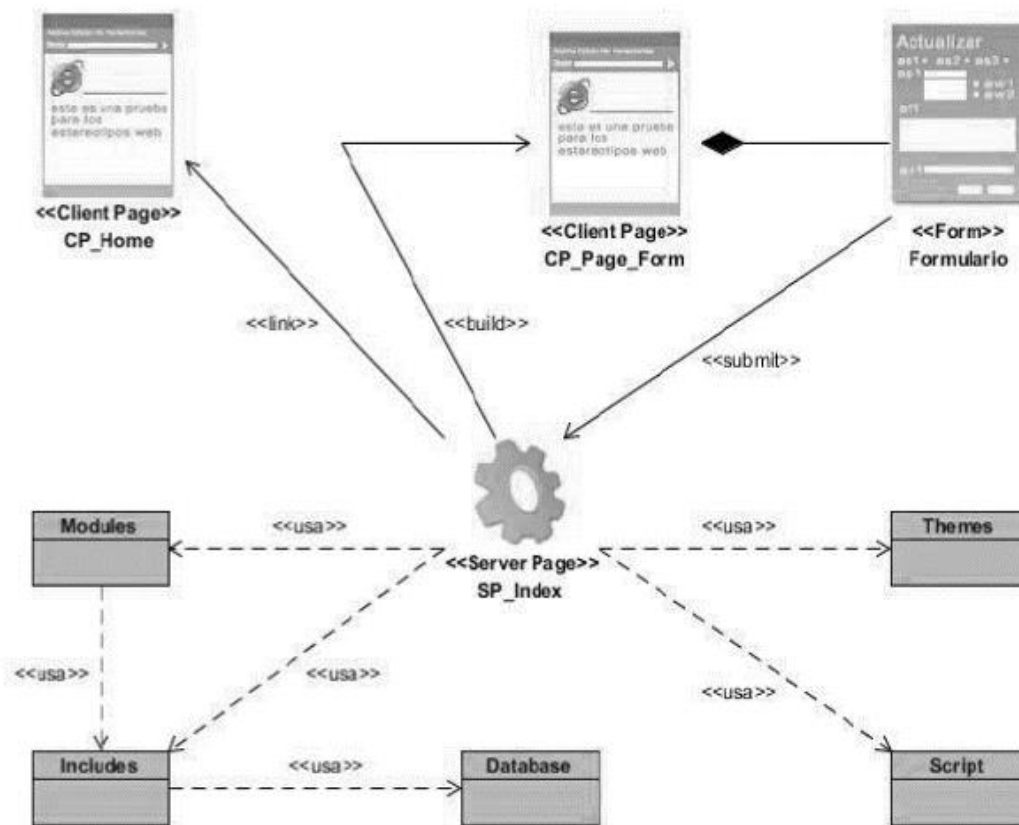 este es una prueba
para los
estereotipos web
<<Client Page>>
CP_Home
este es una prueba
para los
estereotipos web
<<Client Page>>
CP_Page_Form
Actualizar
<<Form>>
Formulario
<<link>>
<<build>>
<<submit>>
Modules
<<usa>>
<<usa>>
Themes
<<Server Page>>
SP_Index
<<usa>>
<<usa>>
<<usa>>
Includes
<<usa>>
Database
Script